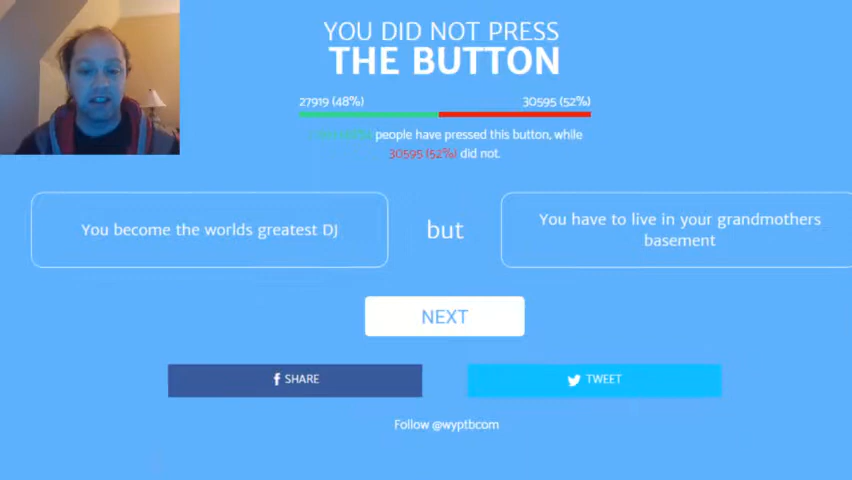 YOU DID NOT PRESS
THE BUTTON
27919 (48%) 30595 (52%)
people have pressed this button, while
30595 (52%) did not.
You become the worlds greatest DJ
but
You have to live in your grandmothers
basement
NEXT
f SHARE
TWEET
Follow @wyptbcom